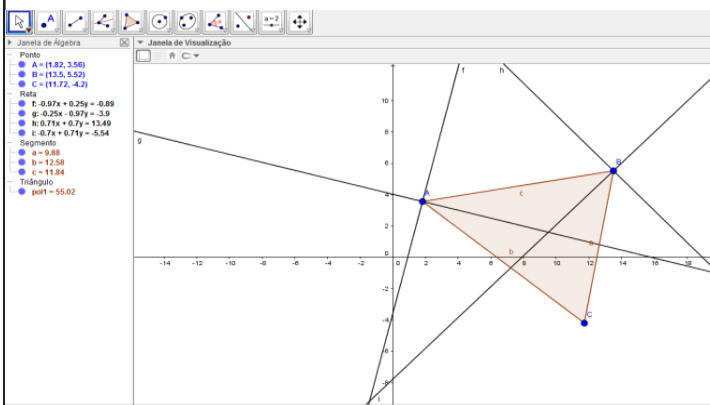 A
a=2
Janela de Álgebra
Janela de Visualização
Ponto
A = (1.82, 3.56)
B = (13.5, 5.52)
C = (11.72, -4.2)
Reta
f: -0.97x + 0.25y = -0.89
g: -0.25x - 0.97y = -3.9
h: 0.71x + 0.7y = 13.49
i: -0.7x + 0.71y = -5.54
Segmento
a = 9.88
b = 12.58
c = 11.84
Triângulo
pol1 = 55.02
f
h
10
g
8
6
B
A
4
c
2
a
b
0
-14 -12 -10 -8 -6 -4 -2 0 2 4 6 8 10 12 14 16 18
-2
C
-4
-6
-8
i